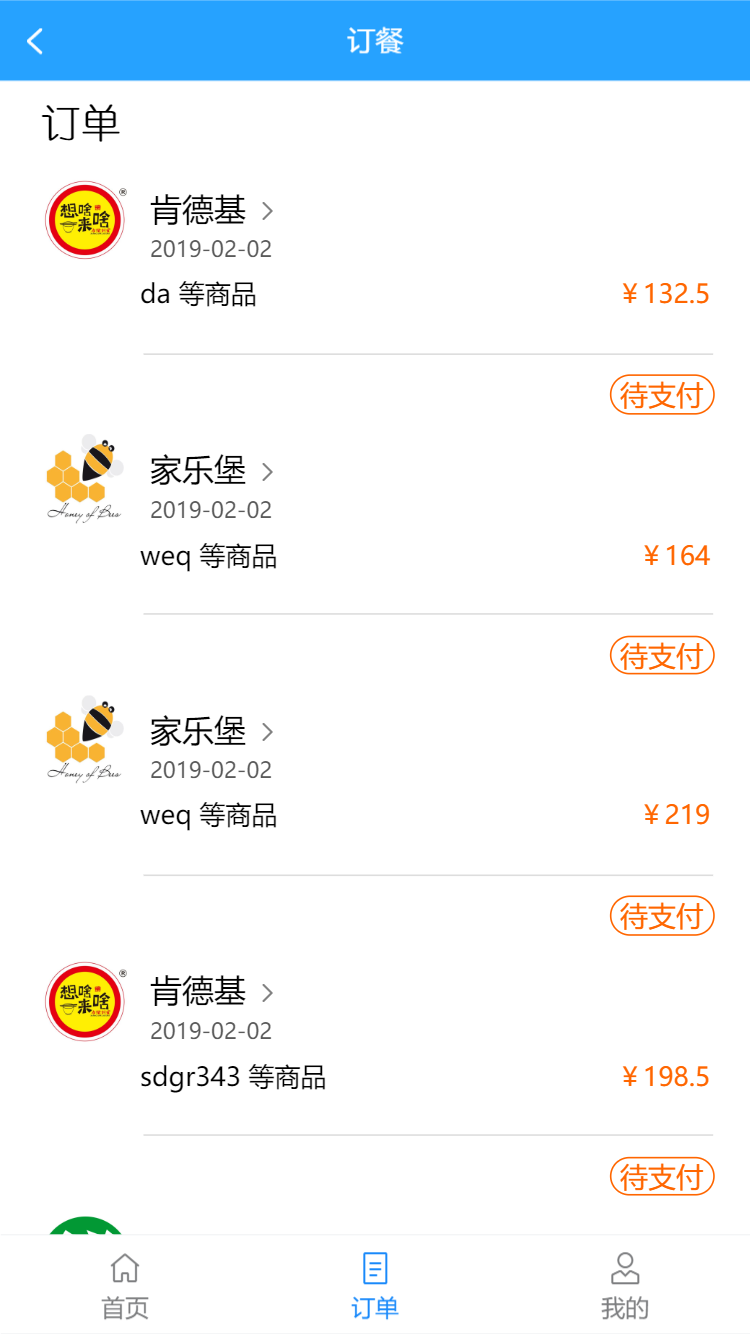 订餐
订单
想啥
来啥
®
肯德基
2019-02-02
da 等商品
¥132.5
待支付
家乐堡
Honey of Bees
2019-02-02
weq 等商品
¥164
待支付
家乐堡
Honey of Bees
2019-02-02
weq 等商品
¥219
待支付
想啥
来啥
®
肯德基
2019-02-02
sdgr343 等商品
¥198.5
待支付
首页
订单
我的